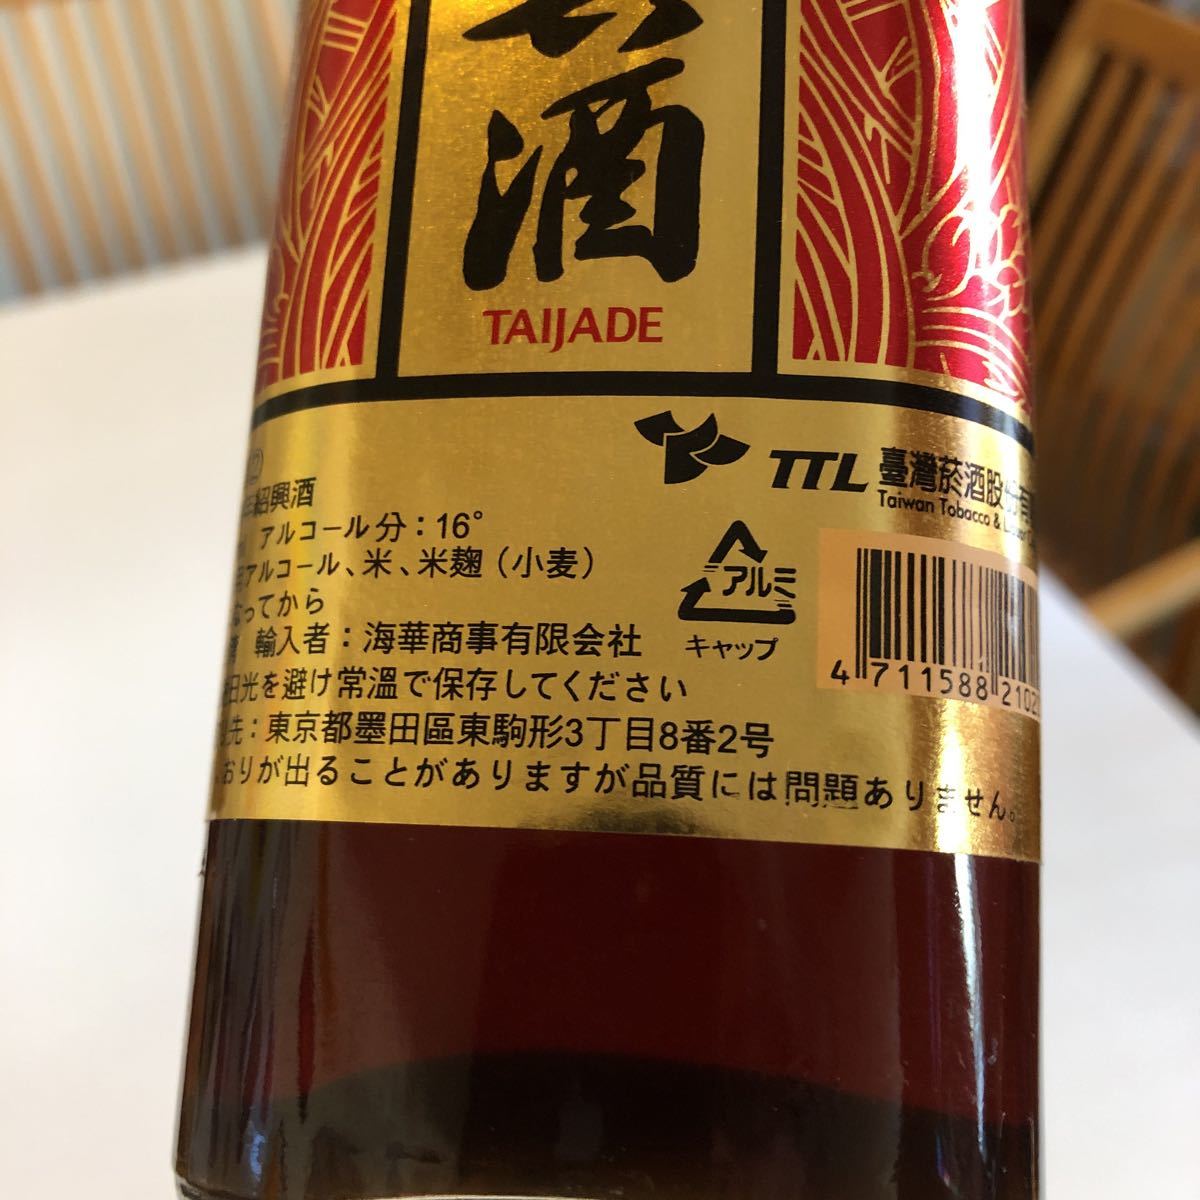 酒
TAIJADE
TTL 臺灣菸酒股份有
Taiwan Tobacco &
紹興酒
アルコール分：16°
アルコール、米、米麹（小麦）
なってから
輸入者：海華商事有限会社
日光を避け常温で保存してください
先：東京都墨田區東駒形3丁目8番2号
おりが出ることがありますが品質には問題ありません。
アルミ
キャップ
4 711588 2102